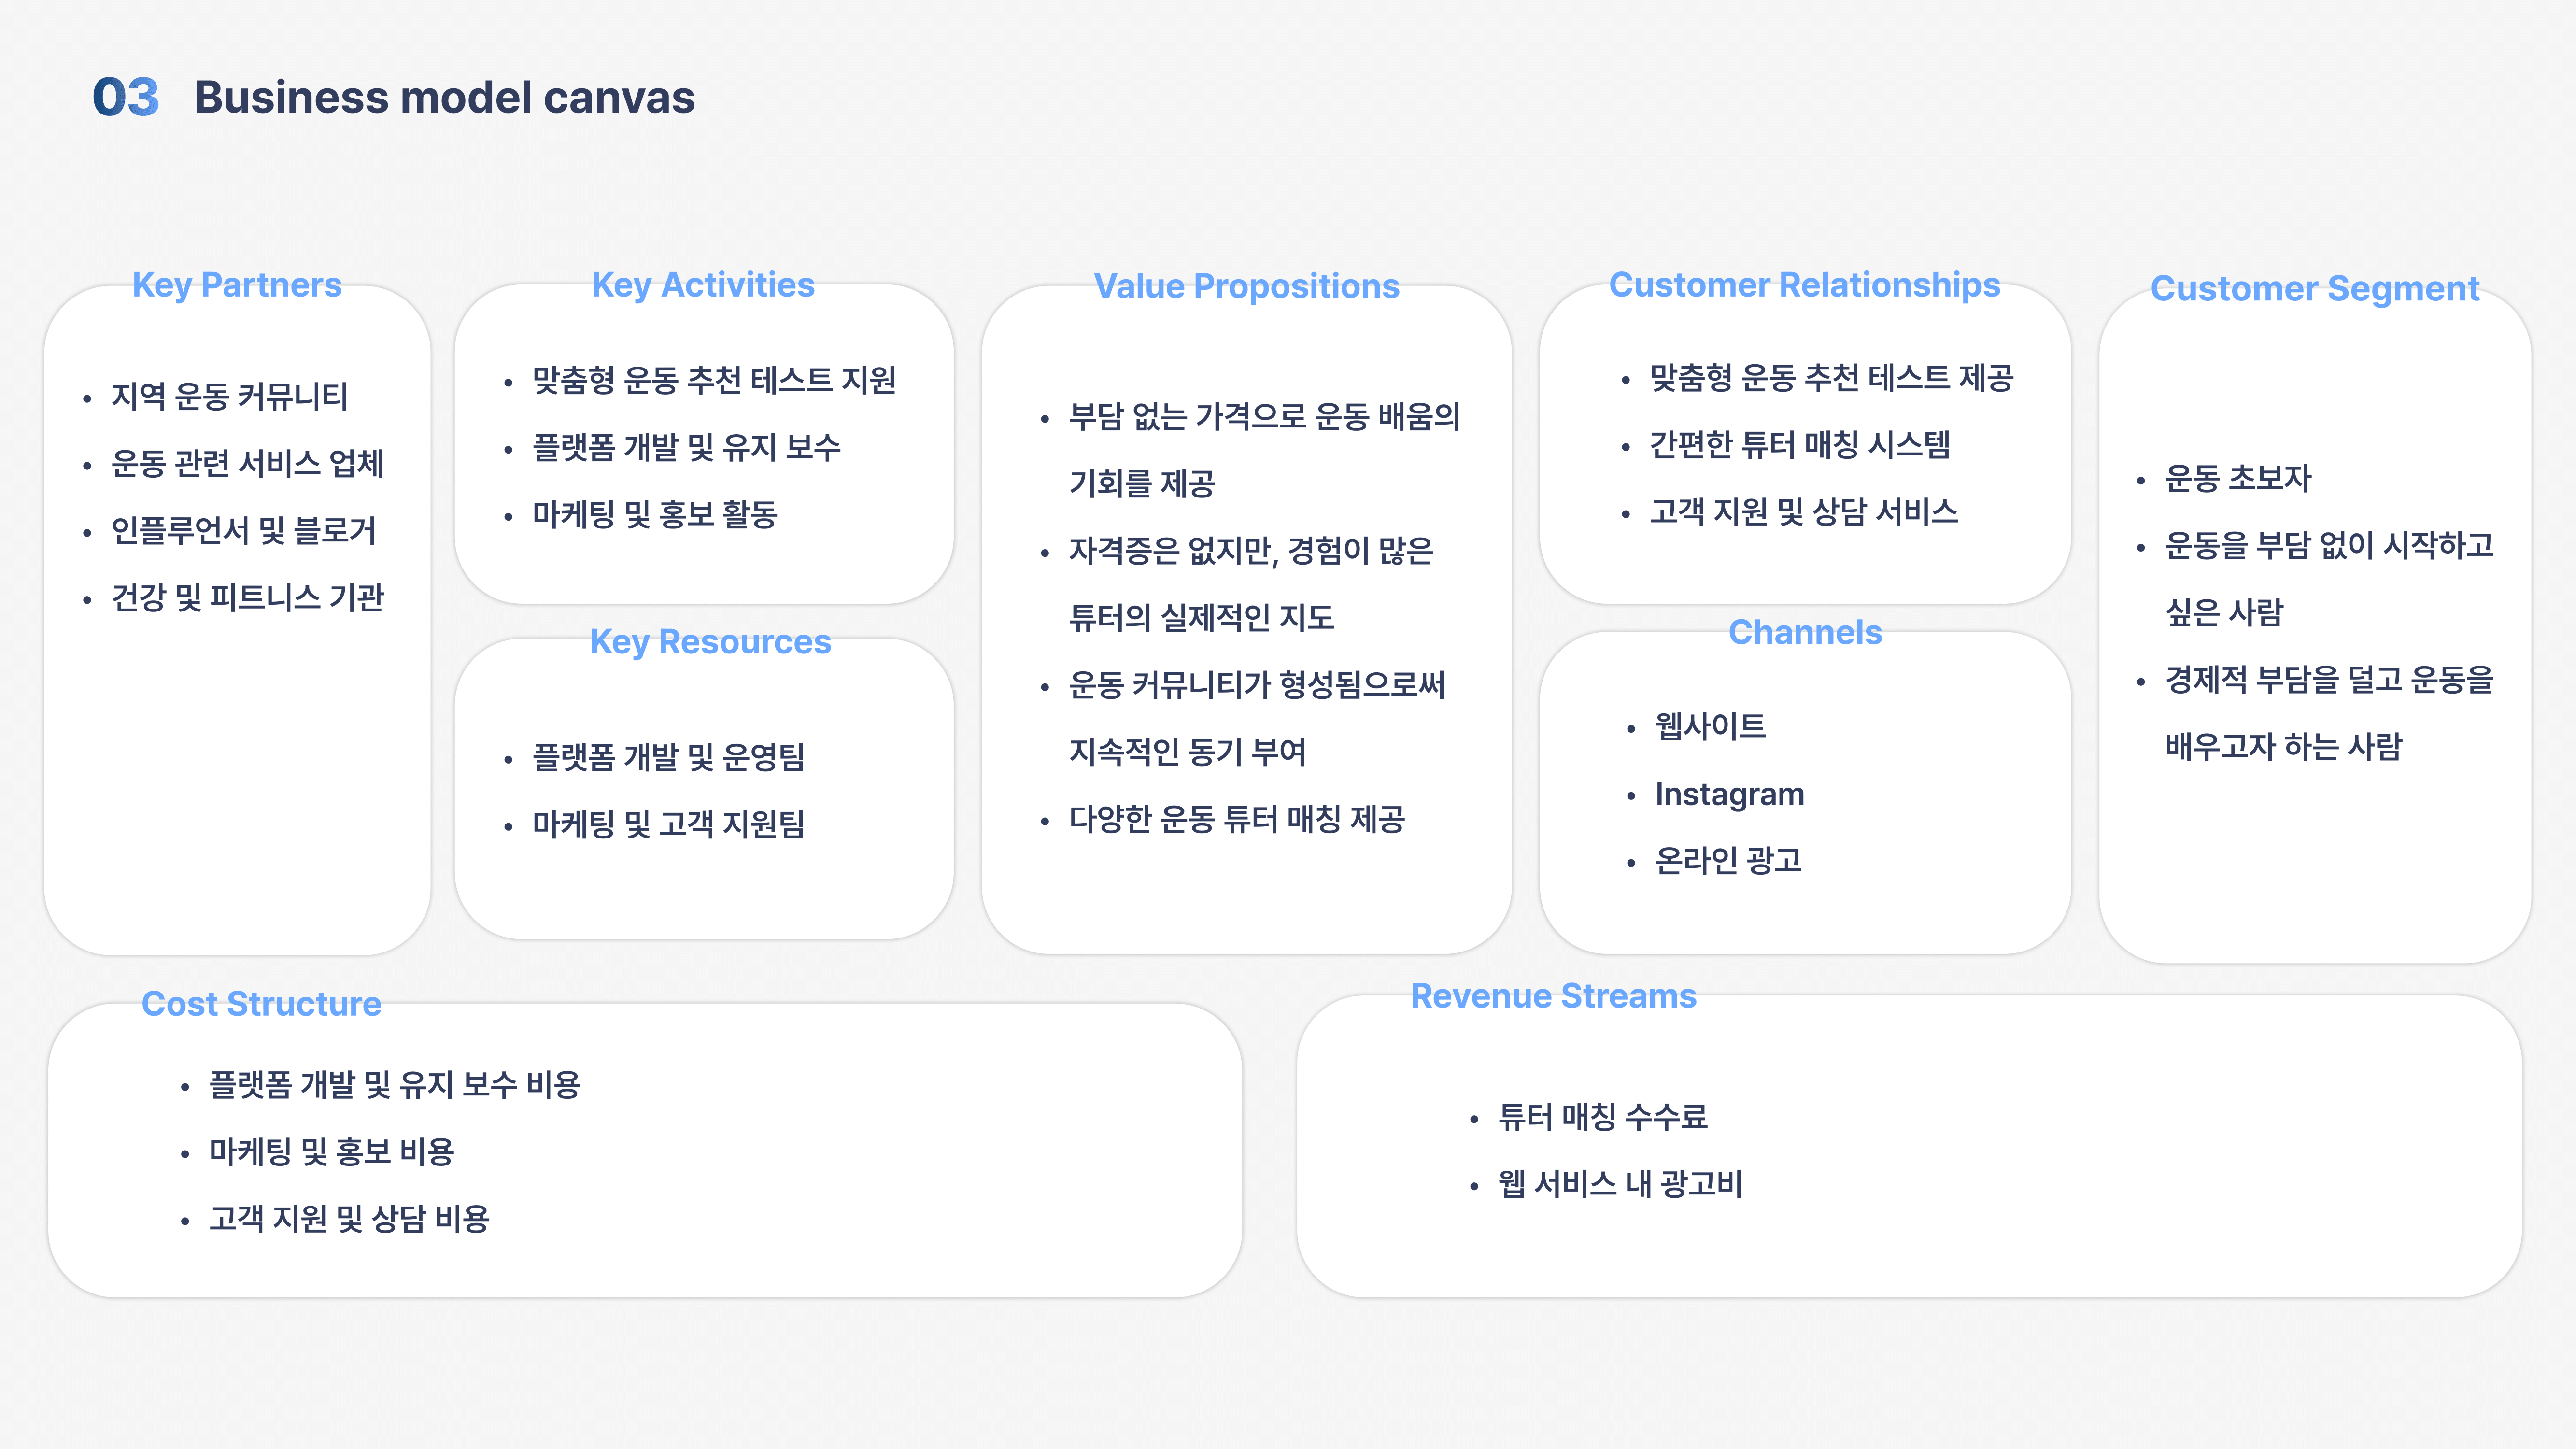 03 Business model canvas
Key Partners
지역 운동 커뮤니티
운동 관련 서비스 업체
인플루언서 및 블로거
건강 및 피트니스 기관
Key Activities
맞춤형 운동 추천 테스트 지원
플랫폼 개발 및 유지 보수
마케팅 및 홍보 활동
Key Resources
플랫폼 개발 및 운영팀
마케팅 및 고객 지원팀
Value Propositions
부담 없는 가격으로 운동 배움의
기회를 제공
자격증은 없지만, 경험이 많은
튜터의 실제적인 지도
운동 커뮤니티가 형성됨으로써
지속적인 동기 부여
다양한 운동 튜터 매칭 제공
Customer Relationships
맞춤형 운동 추천 테스트 제공
간편한 튜터 매칭 시스템
고객 지원 및 상담 서비스
Channels
웹사이트
Instagram
온라인 광고
Customer Segment
운동 초보자
운동을 부담 없이 시작하고
싶은 사람
경제적 부담을 덜고 운동을
배우고자 하는 사람
Cost Structure
플랫폼 개발 및 유지 보수 비용
마케팅 및 홍보 비용
고객 지원 및 상담 비용
Revenue Streams
튜터 매칭 수수료
웹 서비스 내 광고비